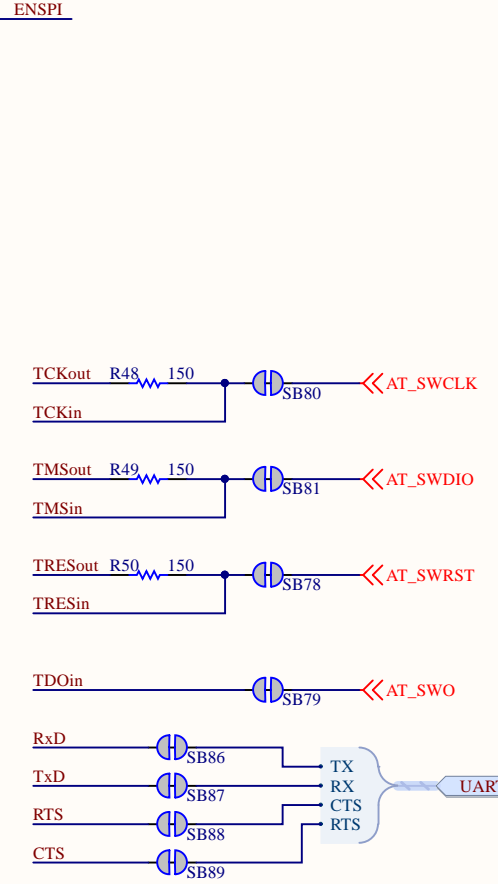 ENSPI
TCKout R48 150
SB80
AT_SWCLK
TCKin
TMSout R49 150
SB81
AT_SWDIO
TMSin
TRESout R50 150
SB78
AT_SWRST
TRESin
TDOin
SB79
AT_SWO
RxD
SB86
TX
TxD
SB87
RX
UART
RTS
SB88
CTS
RTS
CTS
SB89